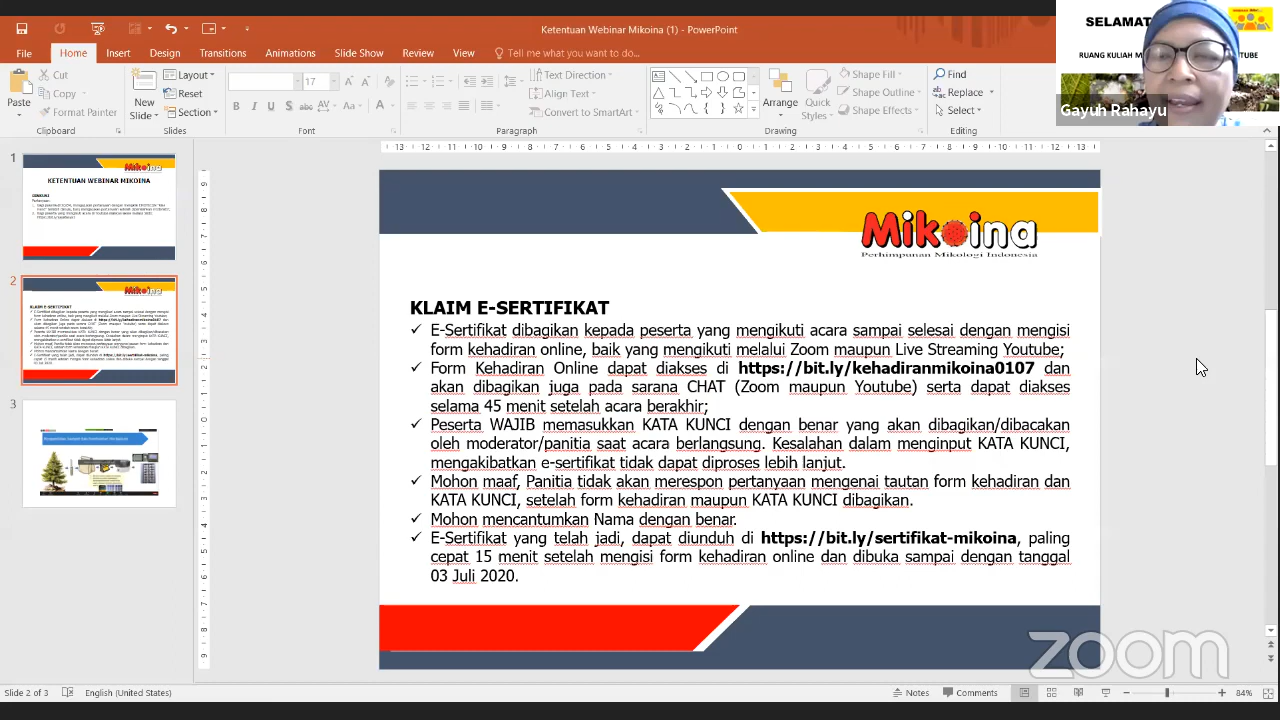 Ketentuan Webinar Mikoina (1) - PowerPoint
File Home Insert Design Transitions Animations Slide Show Review View Tell me what you want to do...
SELAMAT
RUANG KULIAH M
TUBE
Gayuh Rahayu
Paste
Cut
Copy
Format Painter
Clipboard
New Slide
Layout
Reset
Section
Slides
17
Font
Text Direction
Align Text
Convert to SmartArt
Paragraph
Arrange
Quick Styles
Shape Fill
Shape Outline
Shape Effects
Drawing
Find
Replace
Select
Editing
1
KETENTUAN WEBINAR MIKOINA
2
KLAIM E-SERTIFIKAT
3
Mikoina
Perhimpunan Mikologi Indonesia
KLAIM E-SERTIFIKAT
✓ E-Sertifikat dibagikan kepada peserta yang mengikuti acara sampai selesai dengan mengisi
form kehadiran online, baik yang mengikuti melalui Zoom maupun Live Streaming Youtube;
✓ Form Kehadiran Online dapat diakses di https://bit.ly/kehadiranmikoina0107 dan
akan dibagikan juga pada sarana CHAT (Zoom maupun Youtube) serta dapat diakses
selama 45 menit setelah acara berakhir;
✓ Peserta WAJIB memasukkan KATA KUNCI dengan benar yang akan dibagikan/dibacakan
oleh moderator/panitia saat acara berlangsung. Kesalahan dalam menginput KATA KUNCI,
mengakibatkan e-sertifikat tidak dapat diproses lebih lanjut.
✓ Mohon maaf, Panitia tidak akan merespon pertanyaan mengenai tautan form kehadiran dan
KATA KUNCI, setelah form kehadiran maupun KATA KUNCI dibagikan.
✓ Mohon mencantumkan Nama dengan benar.
✓ E-Sertifikat yang telah jadi, dapat diunduh di https://bit.ly/sertifikat-mikoina, paling
cepat 15 menit setelah mengisi form kehadiran online dan dibuka sampai dengan tanggal
03 Juli 2020.
zoom
Slide 2 of 3 English (United States) Notes Comments 84%